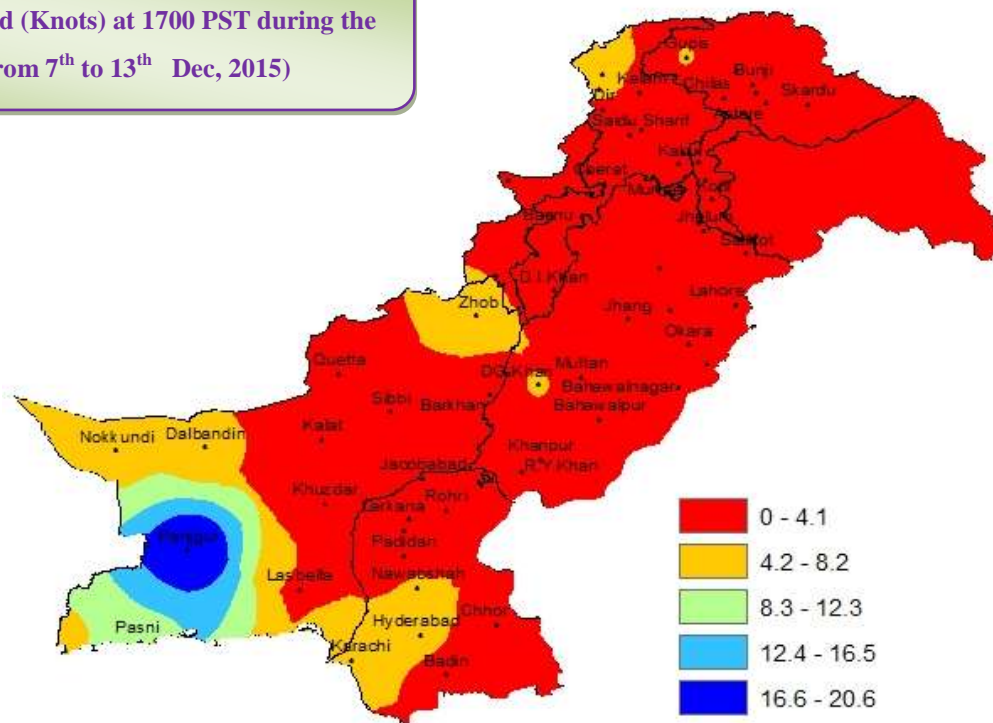 d (Knots) at 1700 PST during the
rom 7th to 13th Dec, 2015)
Gupis
Kalam
Chilas
Bunji
Skardu
Dir
Astore
Saidu Sharif
Kakul
Cherat
Murree
Kotli
Bannu
Jhelum
Sialkot
D.I.Khan
Zhob
Jhang
Lahore
Okara
Quetta
DG Khan
Multan
Bahawalnagar
Sibbi
Barkhan
Bahawalpur
Nokkundi
Dalbandin
Kalat
Khanpur
Jacobabad
R.Y.Khan
Khuzdar
Rohri
Larkana
0 - 4.1
Panjgur
Padidan
4.2 - 8.2
Lasbella
Nawabshah
8.3 - 12.3
Pasni
Hyderabad
Chhor
Karachi
12.4 - 16.5
Badin
16.6 - 20.6